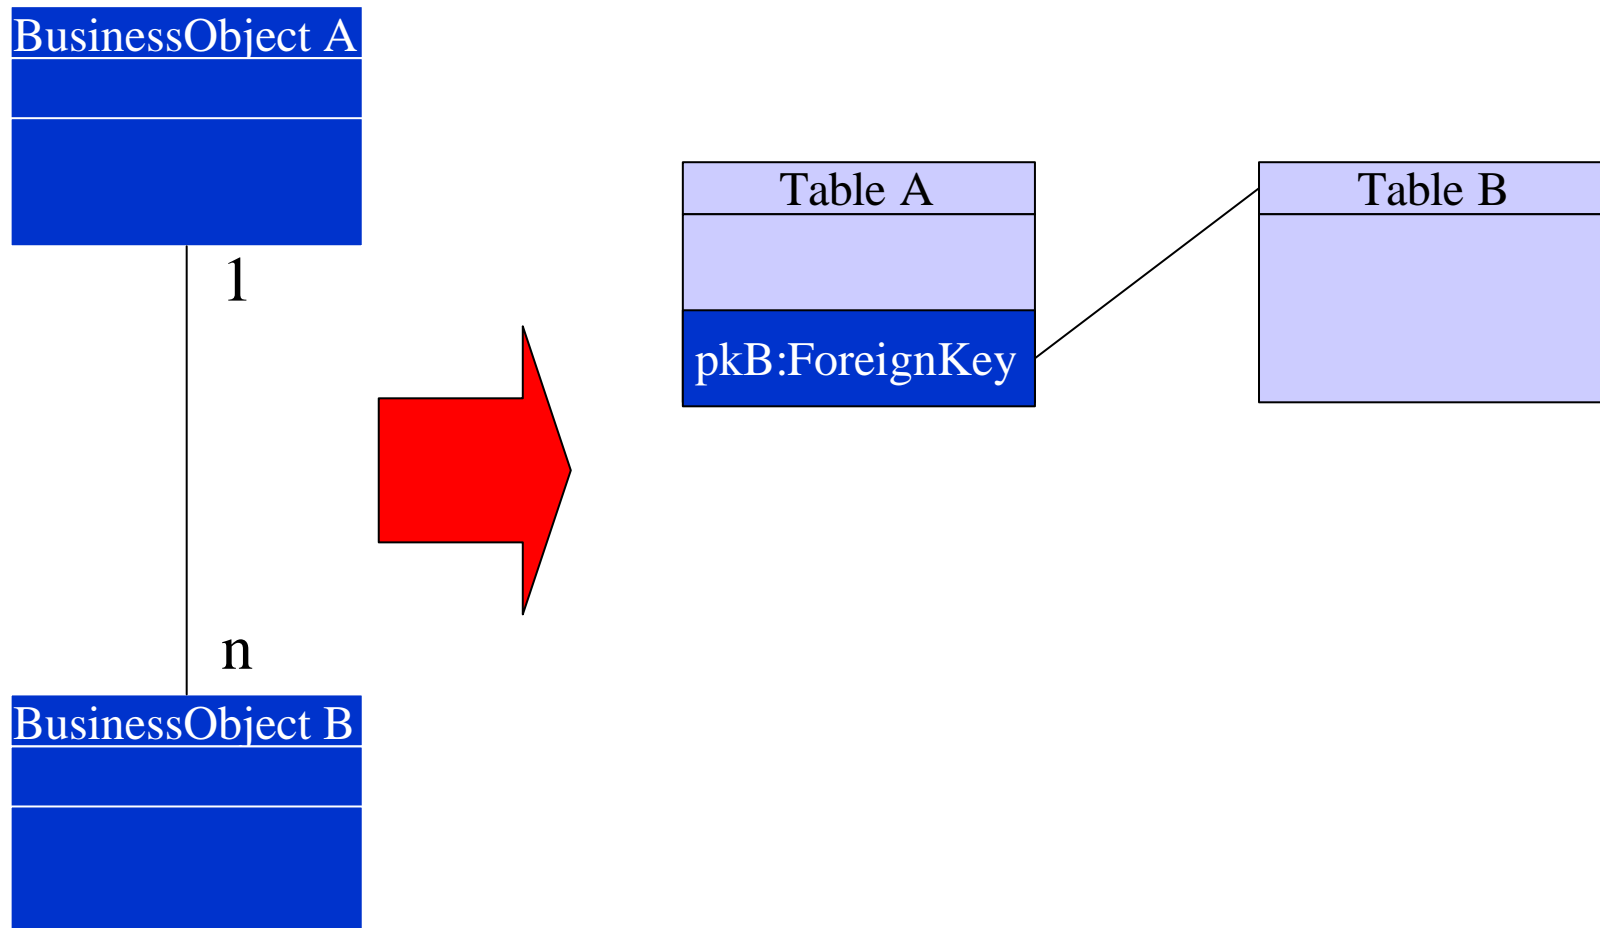 BusinessObject A
1
n
BusinessObject B
Table A
pkB:ForeignKey
Table B